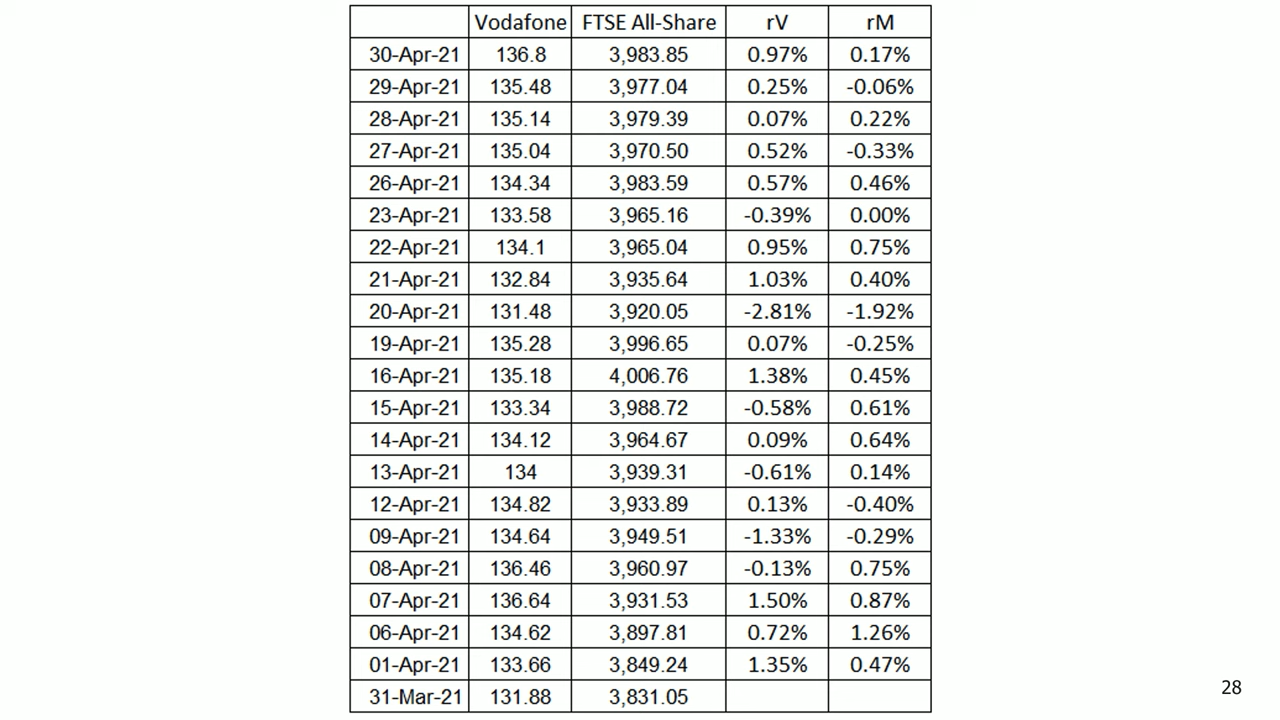 Vodafone FTSE All-Share rV rM
30-Apr-21 136.8 3,983.85 0.97% 0.17%
29-Apr-21 135.48 3,977.04 0.25% -0.06%
28-Apr-21 135.14 3,979.39 0.07% 0.22%
27-Apr-21 135.04 3,970.50 0.52% -0.33%
26-Apr-21 134.34 3,983.59 0.57% 0.46%
23-Apr-21 133.58 3,965.16 -0.39% 0.00%
22-Apr-21 134.1 3,965.04 0.95% 0.75%
21-Apr-21 132.84 3,935.64 1.03% 0.40%
20-Apr-21 131.48 3,920.05 -2.81% -1.92%
19-Apr-21 135.28 3,996.65 0.07% -0.25%
16-Apr-21 135.18 4,006.76 1.38% 0.45%
15-Apr-21 133.34 3,988.72 -0.58% 0.61%
14-Apr-21 134.12 3,964.67 0.09% 0.64%
13-Apr-21 134 3,939.31 -0.61% 0.14%
12-Apr-21 134.82 3,933.89 0.13% -0.40%
09-Apr-21 134.64 3,949.51 -1.33% -0.29%
08-Apr-21 136.46 3,960.97 -0.13% 0.75%
07-Apr-21 136.64 3,931.53 1.50% 0.87%
06-Apr-21 134.62 3,897.81 0.72% 1.26%
01-Apr-21 133.66 3,849.24 1.35% 0.47%
31-Mar-21 131.88 3,831.05
28